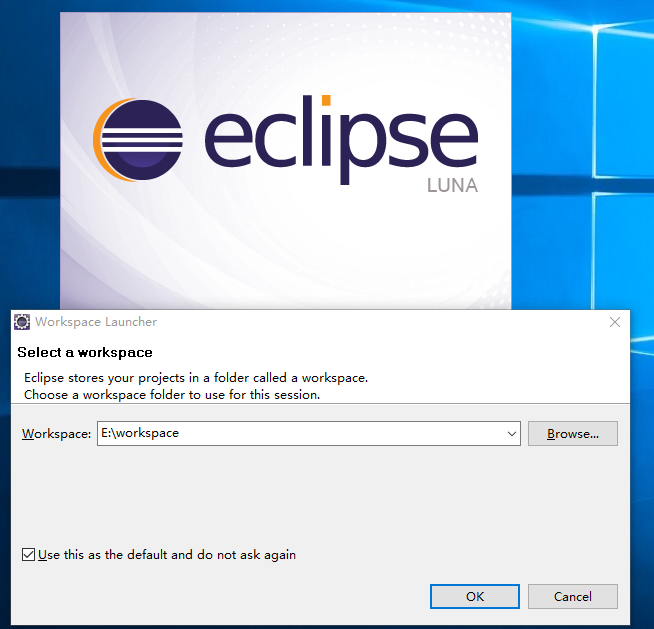 eclipse
LUNA
Workspace Launcher
Select a workspace
Eclipse stores your projects in a folder called a workspace.
Choose a workspace folder to use for this session.
Workspace: E:\workspace Browse...
Use this as the default and do not ask again
OK Cancel